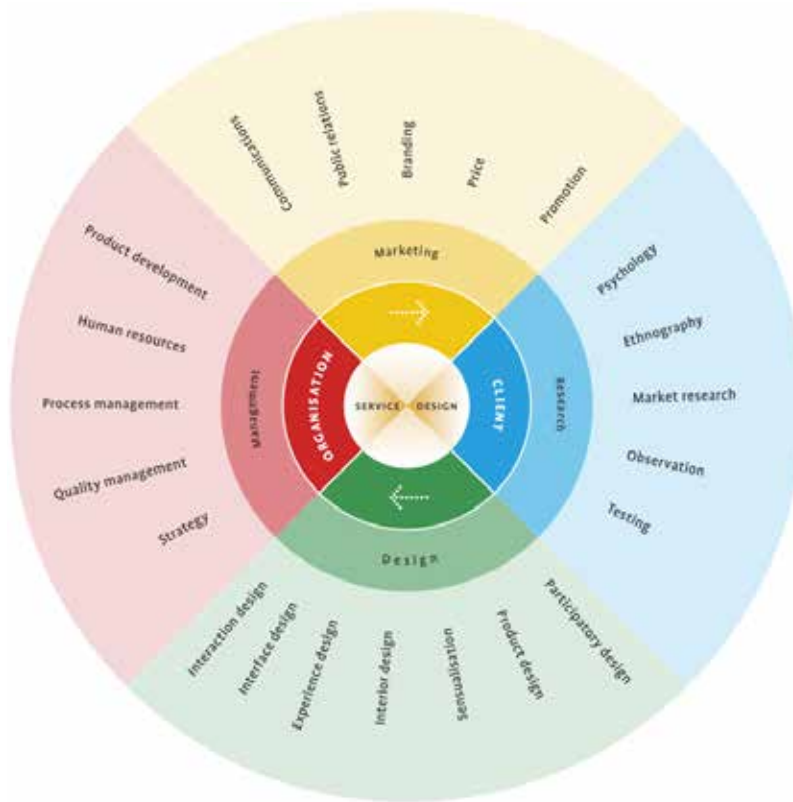 Communications
Public relations
Branding
Price
Promotion
Marketing
Product development
Human resources
Process management
Quality management
Strategy
Management
ORGANISATION
SERVICE DESIGN
CLIENT
Research
Psychology
Ethnography
Market research
Observation
Testing
Design
Interaction design
Interface design
Experience design
Interior design
Sensualisation
Product design
Participatory design